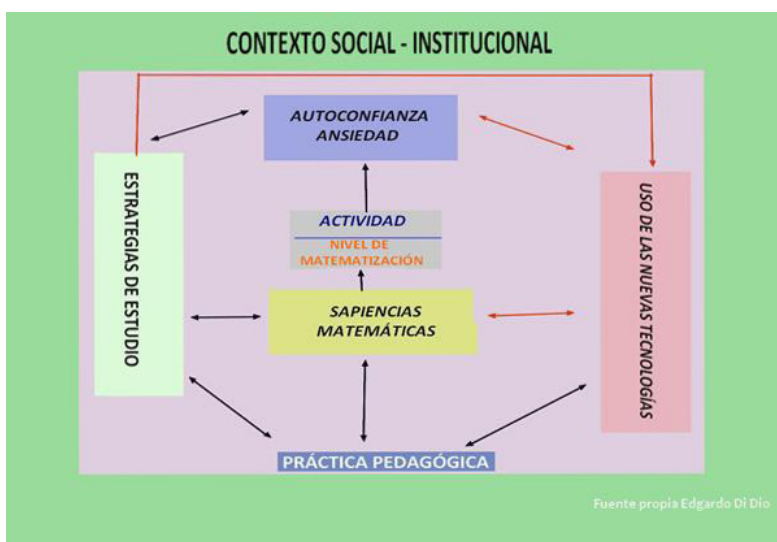 CONTEXTO SOCIAL - INSTITUCIONAL
AUTOCONFIANZA
ANSIEDAD
ESTRATEGIAS DE ESTUDIO
USO DE LAS NUEVAS TECNOLOGÍAS
ACTIVIDAD
NIVEL DE
MATEMATIZACIÓN
SAPIENCIAS
MATEMÁTICAS
PRÁCTICA PEDAGÓGICA
Fuente propia Edgardo Di Dio